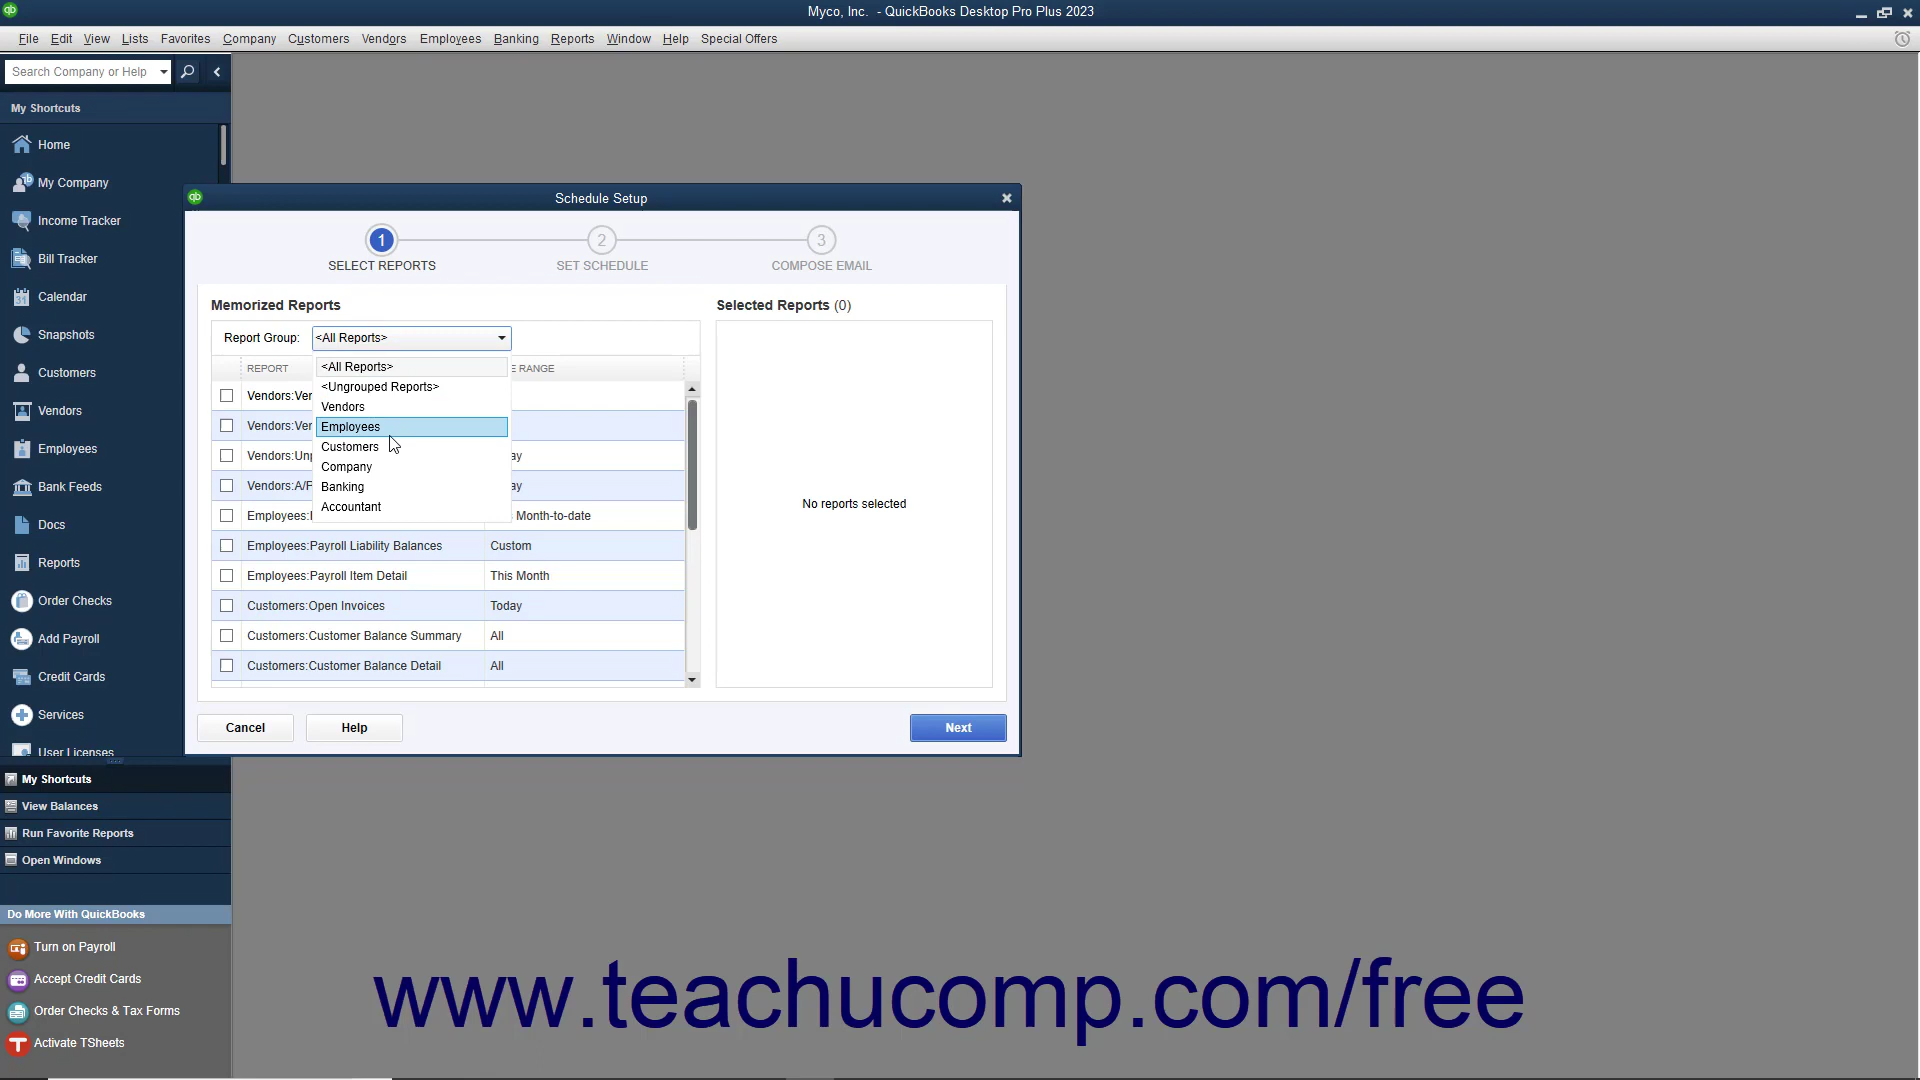 Myco, Inc. - QuickBooks Desktop Pro Plus 2023
File Edit View Lists Favorites Company Customers Vendors Employees Banking Reports Window Help Special Offers
Search Company or Help
My Shortcuts
Home
My Company
Income Tracker
Bill Tracker
Calendar
Snapshots
Customers
Vendors
Employees
Bank Feeds
Docs
Reports
Order Checks
Add Payroll
Credit Cards
Services
User Licenses
My Shortcuts
View Balances
Run Favorite Reports
Open Windows
Do More With QuickBooks
Turn on Payroll
Accept Credit Cards
Order Checks & Tax Forms
Activate TSheets
Schedule Setup
1 2 3
SELECT REPORTS SET SCHEDULE COMPOSE EMAIL
Memorized Reports
Report Group: <All Reports>
REPORT E RANGE
<All Reports>
<Ungrouped Reports>
Vendors
Employees
Customers
Company
Banking
Accountant
Vendors:Ver
Vendors:Ver
Vendors:Unp ay
Vendors:A/P ay
Employees: Month-to-date
Employees:Payroll Liability Balances Custom
Employees:Payroll Item Detail This Month
Customers:Open Invoices Today
Customers:Customer Balance Summary All
Customers:Customer Balance Detail All
Selected Reports (0)
No reports selected
Cancel Help Next
www.teachucomp.com/free